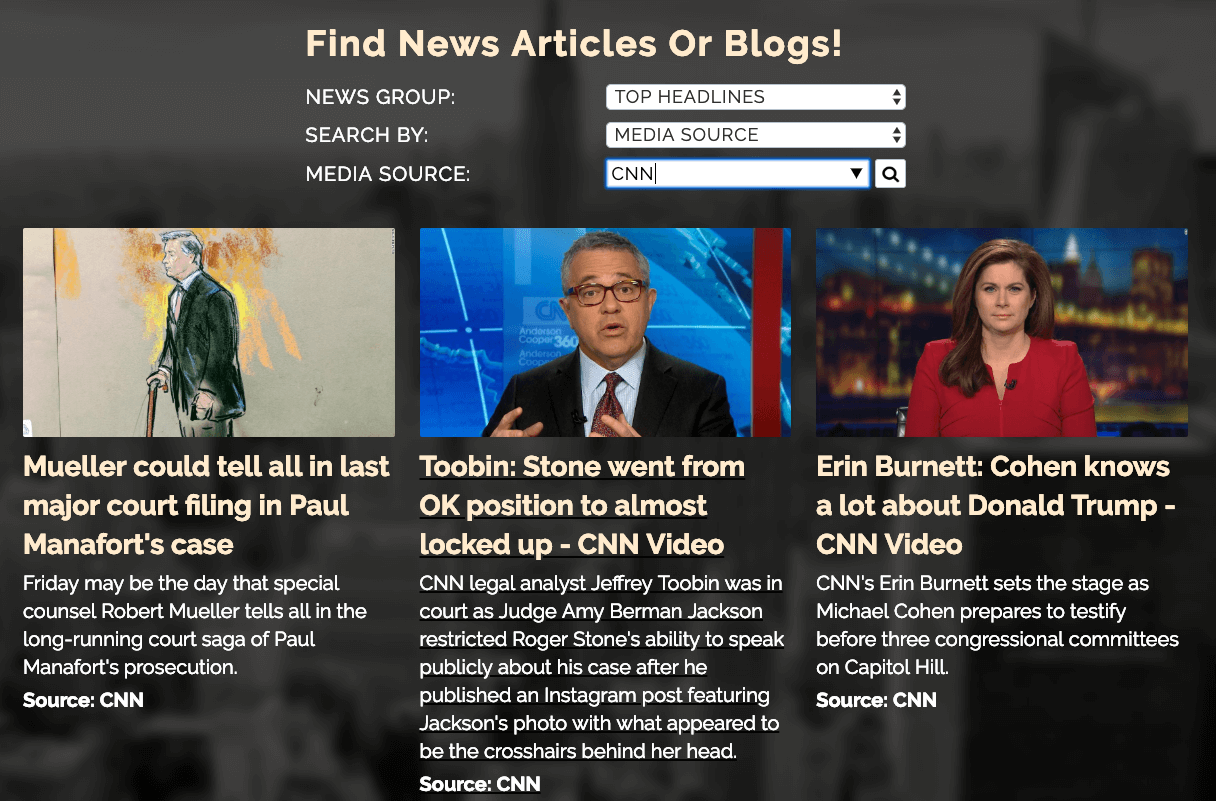 Find News Articles Or Blogs!
NEWS GROUP: TOP HEADLINES
SEARCH BY: MEDIA SOURCE
MEDIA SOURCE: CNN
CN
Anderson
Cooper 360
Anderson
Cooper
Mueller could tell all in last
major court filing in Paul
Manafort's case
Friday may be the day that special
counsel Robert Mueller tells all in the
long-running court saga of Paul
Manafort's prosecution.
Source: CNN
Toobin: Stone went from
OK position to almost
locked up - CNN Video
CNN legal analyst Jeffrey Toobin was in
court as Judge Amy Berman Jackson
restricted Roger Stone's ability to speak
publicly about his case after he
published an Instagram post featuring
Jackson's photo with what appeared to
be the crosshairs behind her head.
Source: CNN
Erin Burnett: Cohen knows
a lot about Donald Trump -
CNN Video
CNN's Erin Burnett sets the stage as
Michael Cohen prepares to testify
before three congressional committees
on Capitol Hill.
Source: CNN